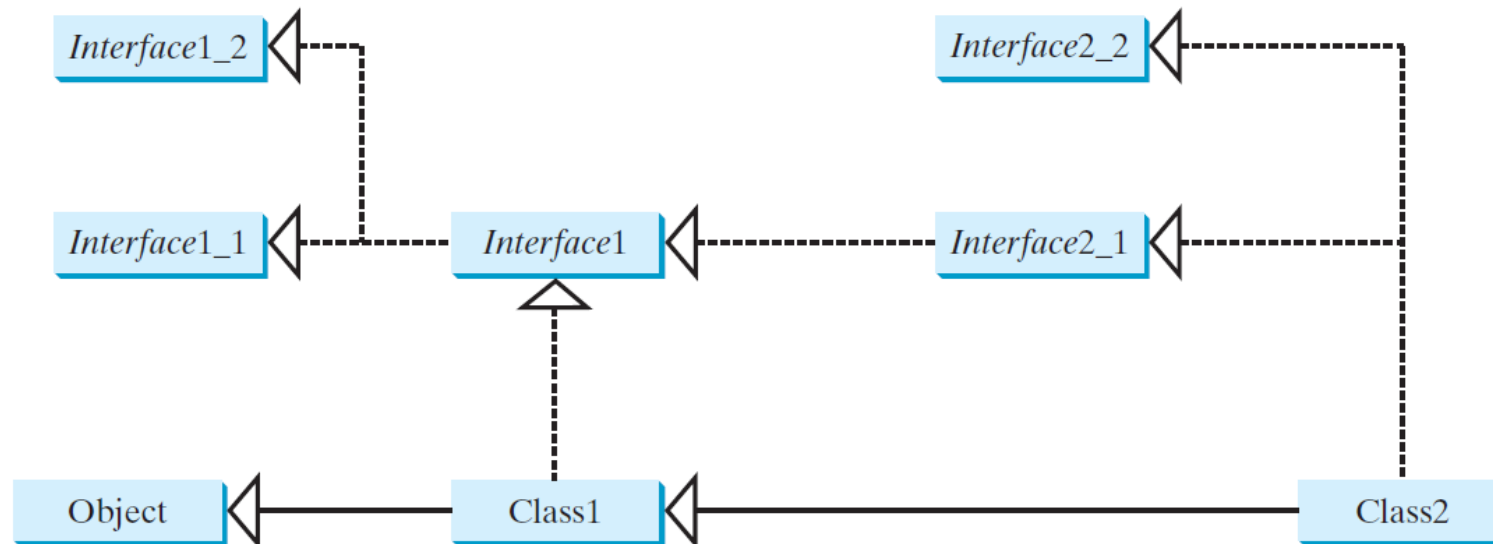 Interface1_2
Interface2_2
Interface1_1
Interface1
Interface2_1
Object
Class1
Class2